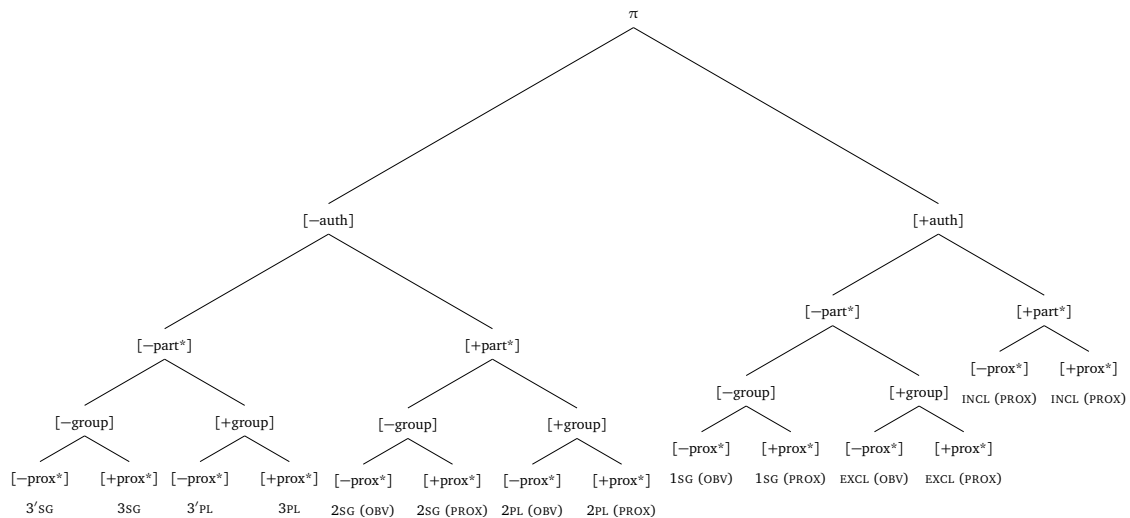 π
[−auth] [+auth]
[−part*] [+part*]
[−part*] [+part*]
[−prox*] [+prox*]
[−group] [+group]
INCL (PROX) INCL (PROX)
[−group] [+group] [−group] [+group]
[−prox*] [+prox*] [−prox*] [+prox*]
1SG (OBV) 1SG (PROX) EXCL (OBV) EXCL (PROX)
[−prox*] [+prox*] [−prox*] [+prox*] [−prox*] [+prox*] [−prox*] [+prox*]
3′SG 3SG 3′PL 3PL 2SG (OBV) 2SG (PROX) 2PL (OBV) 2PL (PROX)